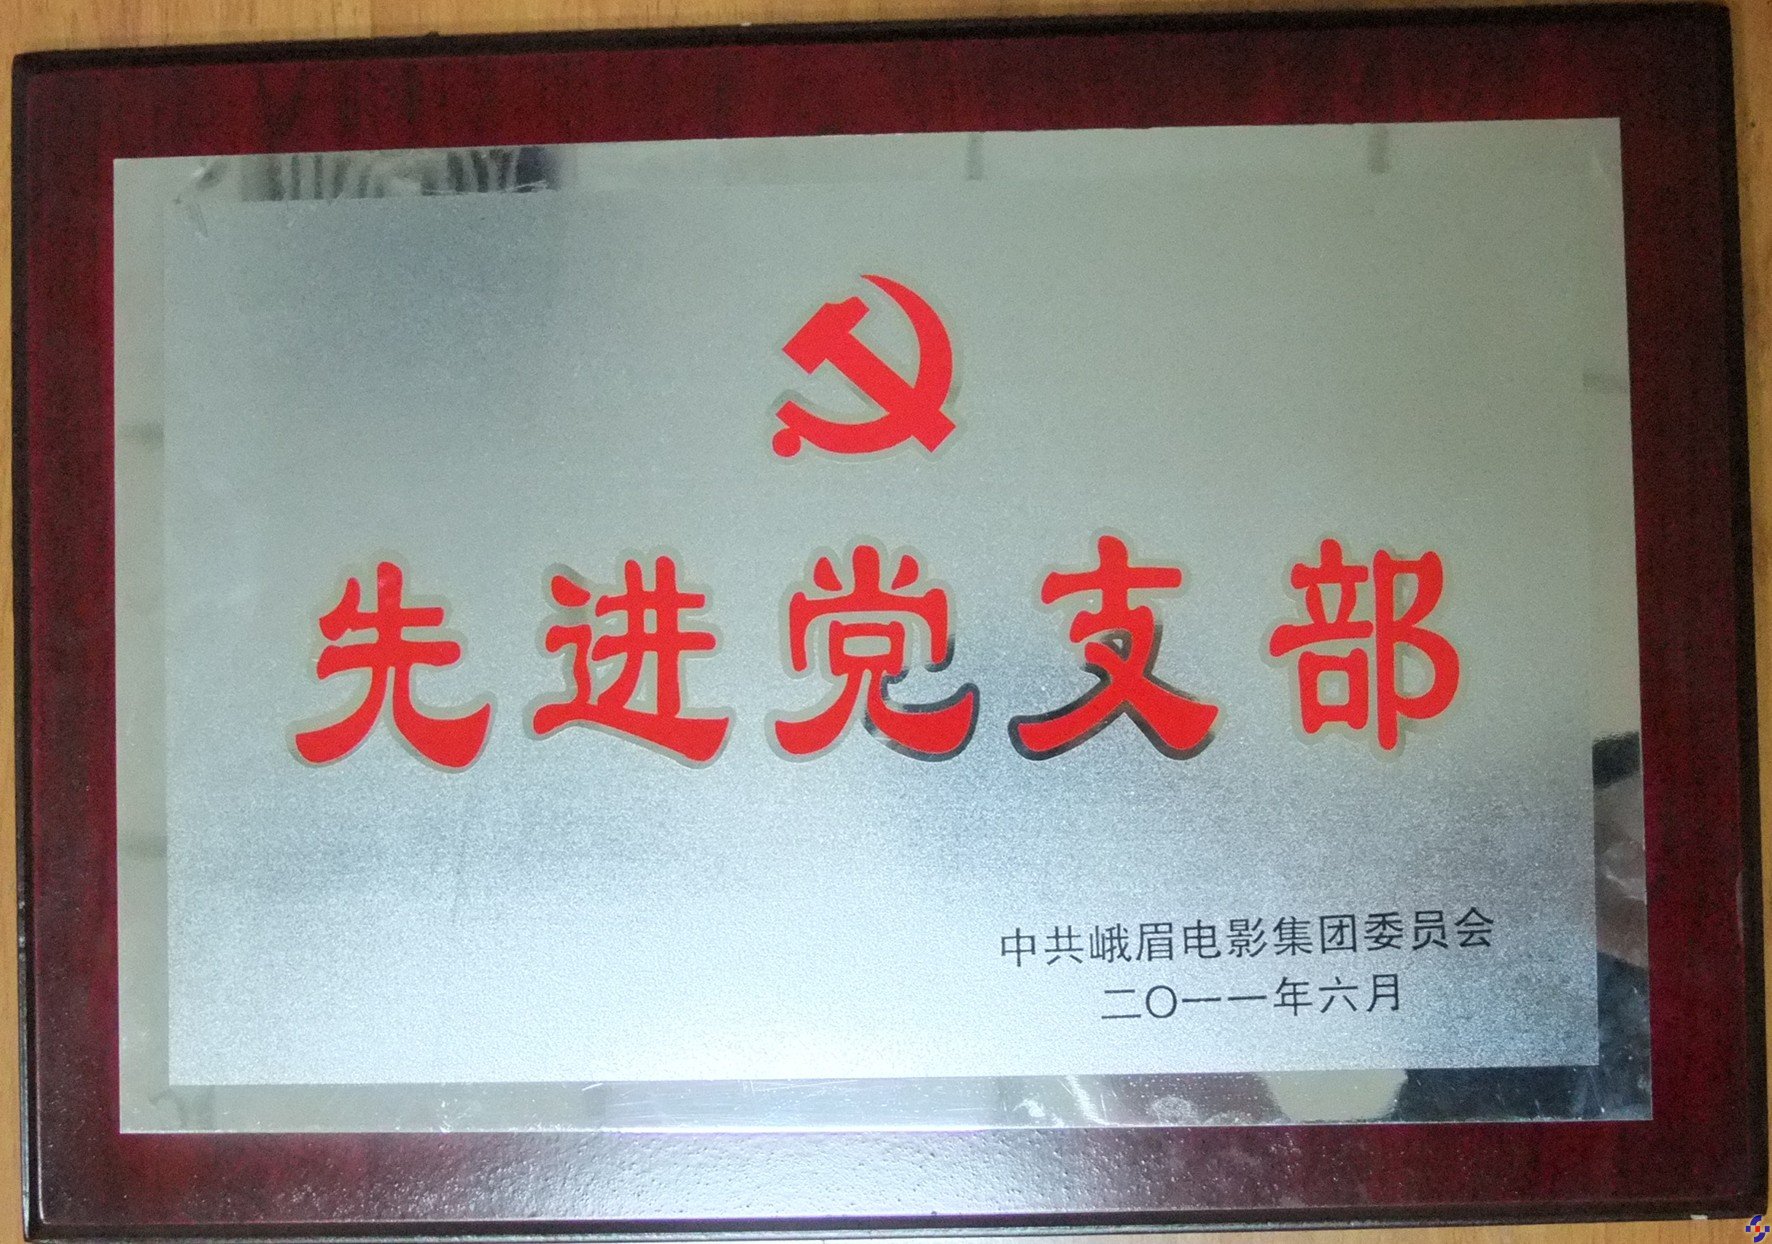 先进党支部
中共峨眉电影集团委员会
二〇一一年六月